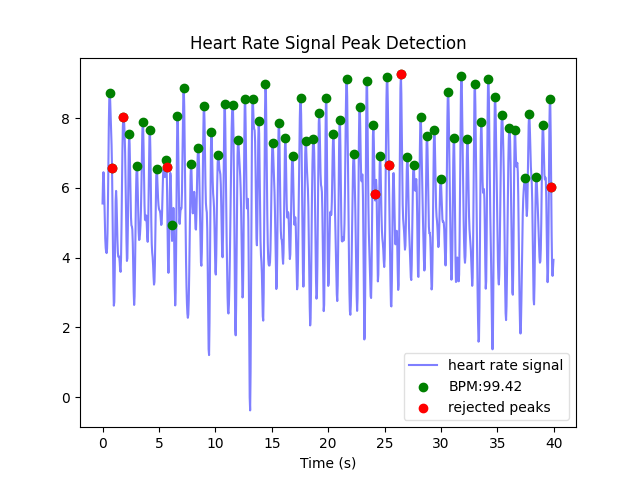 Heart Rate Signal Peak Detection
8
6
4
2
0
heart rate signal
BPM:99.42
rejected peaks
0 5 10 15 20 25 30 35 40
Time (s)